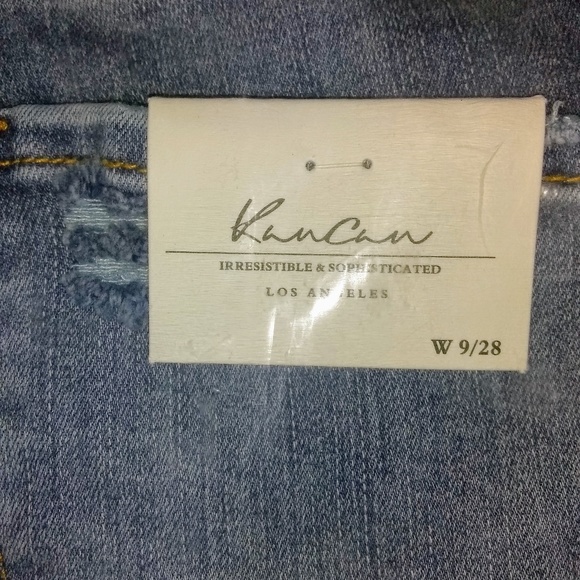 KanCan
IRRESISTIBLE & SOPHISTICATED
LOS ANGELES
W 9/28